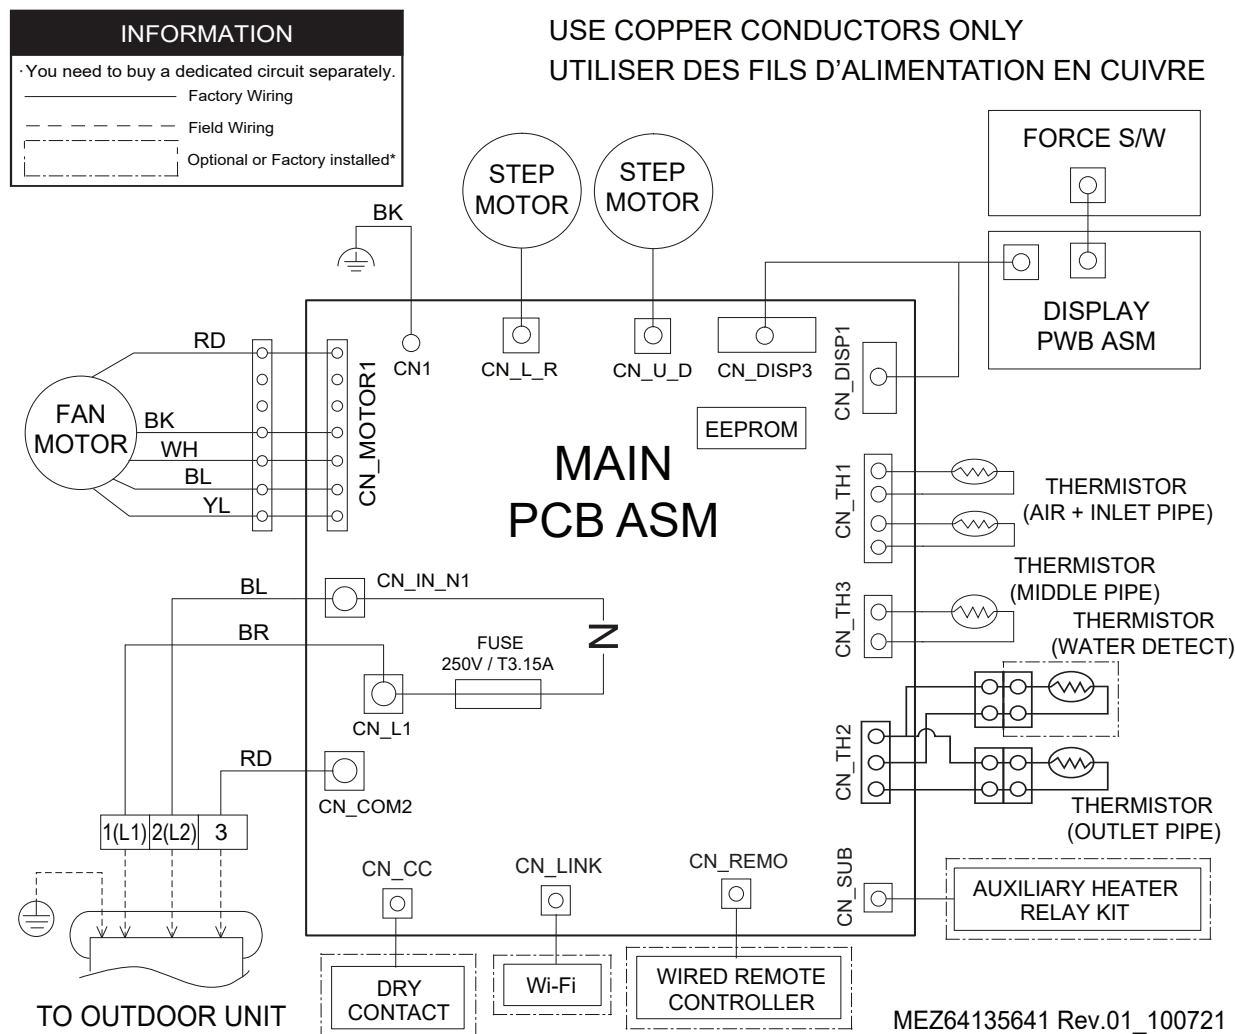 INFORMATION
·You need to buy a dedicated circuit separately.
Factory Wiring
Field Wiring
Optional or Factory installed*
USE COPPER CONDUCTORS ONLY
UTILISER DES FILS D’ALIMENTATION EN CUIVRE
STEP
MOTOR
STEP
MOTOR
FORCE S/W
DISPLAY
PWB ASM
BK
CN1
CN_L_R
CN_U_D
CN_DISP3
CN_DISP1
EEPROM
FAN
MOTOR
RD
BK
WH
BL
YL
CN_MOTOR1
MAIN
PCB ASM
CN_TH1
THERMISTOR
(AIR + INLET PIPE)
CN_TH3
THERMISTOR
(MIDDLE PIPE)
THERMISTOR
(WATER DETECT)
BL
CN_IN_N1
BR
FUSE
250V / T3.15A
N
CN_L1
RD
CN_COM2
CN_TH2
THERMISTOR
(OUTLET PIPE)
1(L1)
2(L2)
3
CN_CC
CN_LINK
CN_REMO
CN_SUB
AUXILIARY HEATER
RELAY KIT
DRY
CONTACT
Wi-Fi
WIRED REMOTE
CONTROLLER
TO OUTDOOR UNIT
MEZ64135641 Rev.01_100721